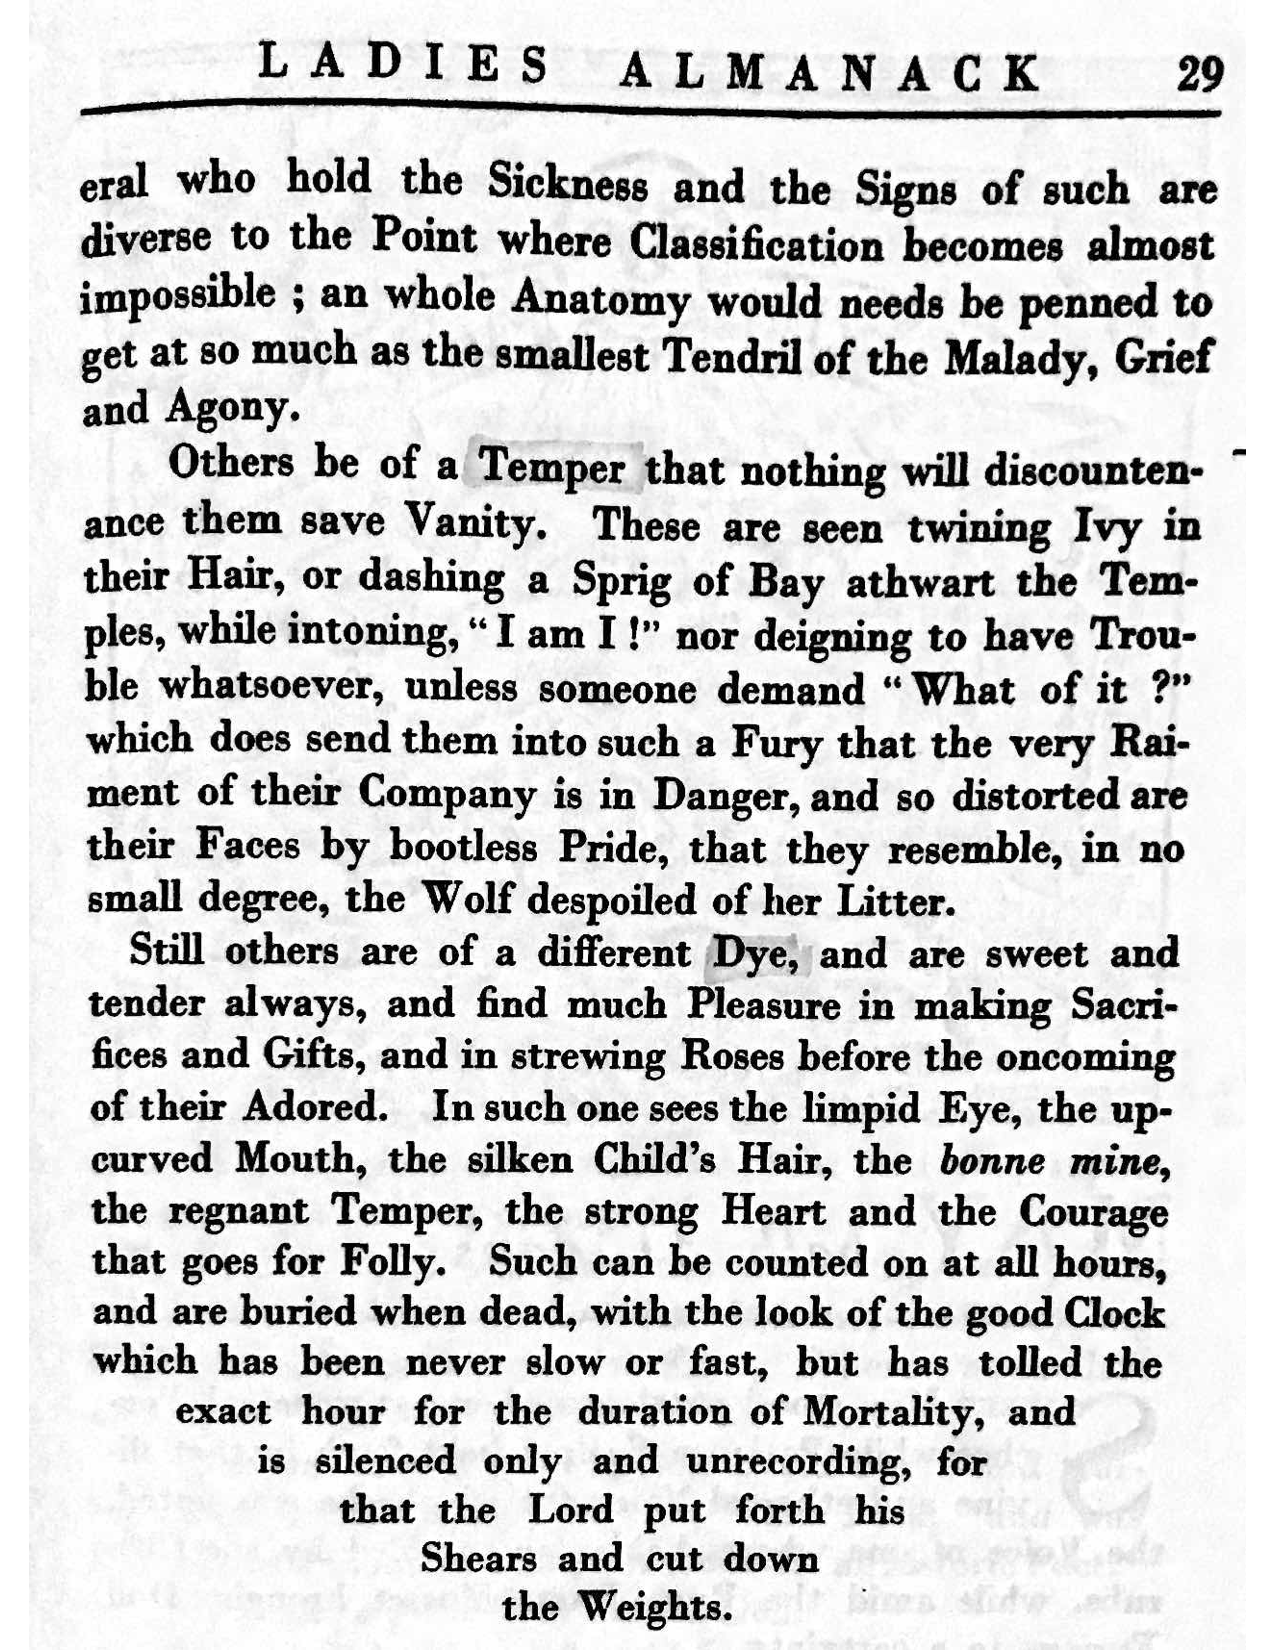 LADIES ALMANACK 29
eral who hold the Sickness and the Signs of such are
diverse to the Point where Classification becomes almost
impossible ; an whole Anatomy would needs be penned to
get at so much as the smallest Tendril of the Malady, Grief
and Agony.
Others be of a Temper that nothing will discounten-
ance them save Vanity. These are seen twining Ivy in
their Hair, or dashing a Sprig of Bay athwart the Tem-
ples, while intoning, “ I am I !” nor deigning to have Trou-
ble whatsoever, unless someone demand “ What of it ?”
which does send them into such a Fury that the very Rai-
ment of their Company is in Danger, and so distorted are
their Faces by bootless Pride, that they resemble, in no
small degree, the Wolf despoiled of her Litter.
Still others are of a different Dye, and are sweet and
tender always, and find much Pleasure in making Sacri-
fices and Gifts, and in strewing Roses before the oncoming
of their Adored. In such one sees the limpid Eye, the up-
curved Mouth, the silken Child’s Hair, the bonne mine,
the regnant Temper, the strong Heart and the Courage
that goes for Folly. Such can be counted on at all hours,
and are buried when dead, with the look of the good Clock
which has been never slow or fast, but has tolled the
exact hour for the duration of Mortality, and
is silenced only and unrecording, for
that the Lord put forth his
Shears and cut down
the Weights.